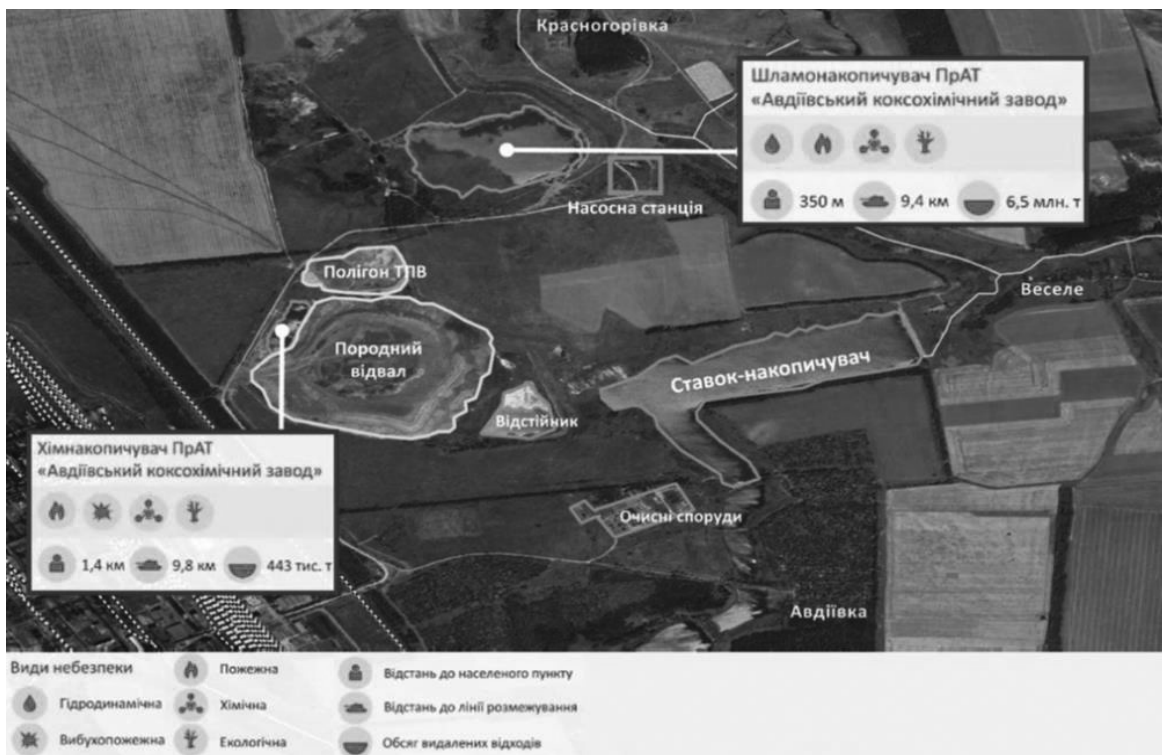 Красногорівка
Шламонакопичувач ПрАТ
«Авдіївський коксохімічний завод»
350 м 9,4 км 6,5 млн. т
Насосна станція
Полігон ТПВ
Веселе
Породний
відвал
Ставок-накопичувач
Відстійник
Хімнакопичувач ПрАТ
«Авдіївський коксохімічний завод»
1,4 км 9,8 км 443 тис. т
Очисні споруди
Авдіївка
Види небезпеки
Гідродинамічна
Вибухопожежна
Пожежна
Хімічна
Екологічна
Відстань до населеного пункту
Відстань до лінії розмежування
Обсяг видалених відходів